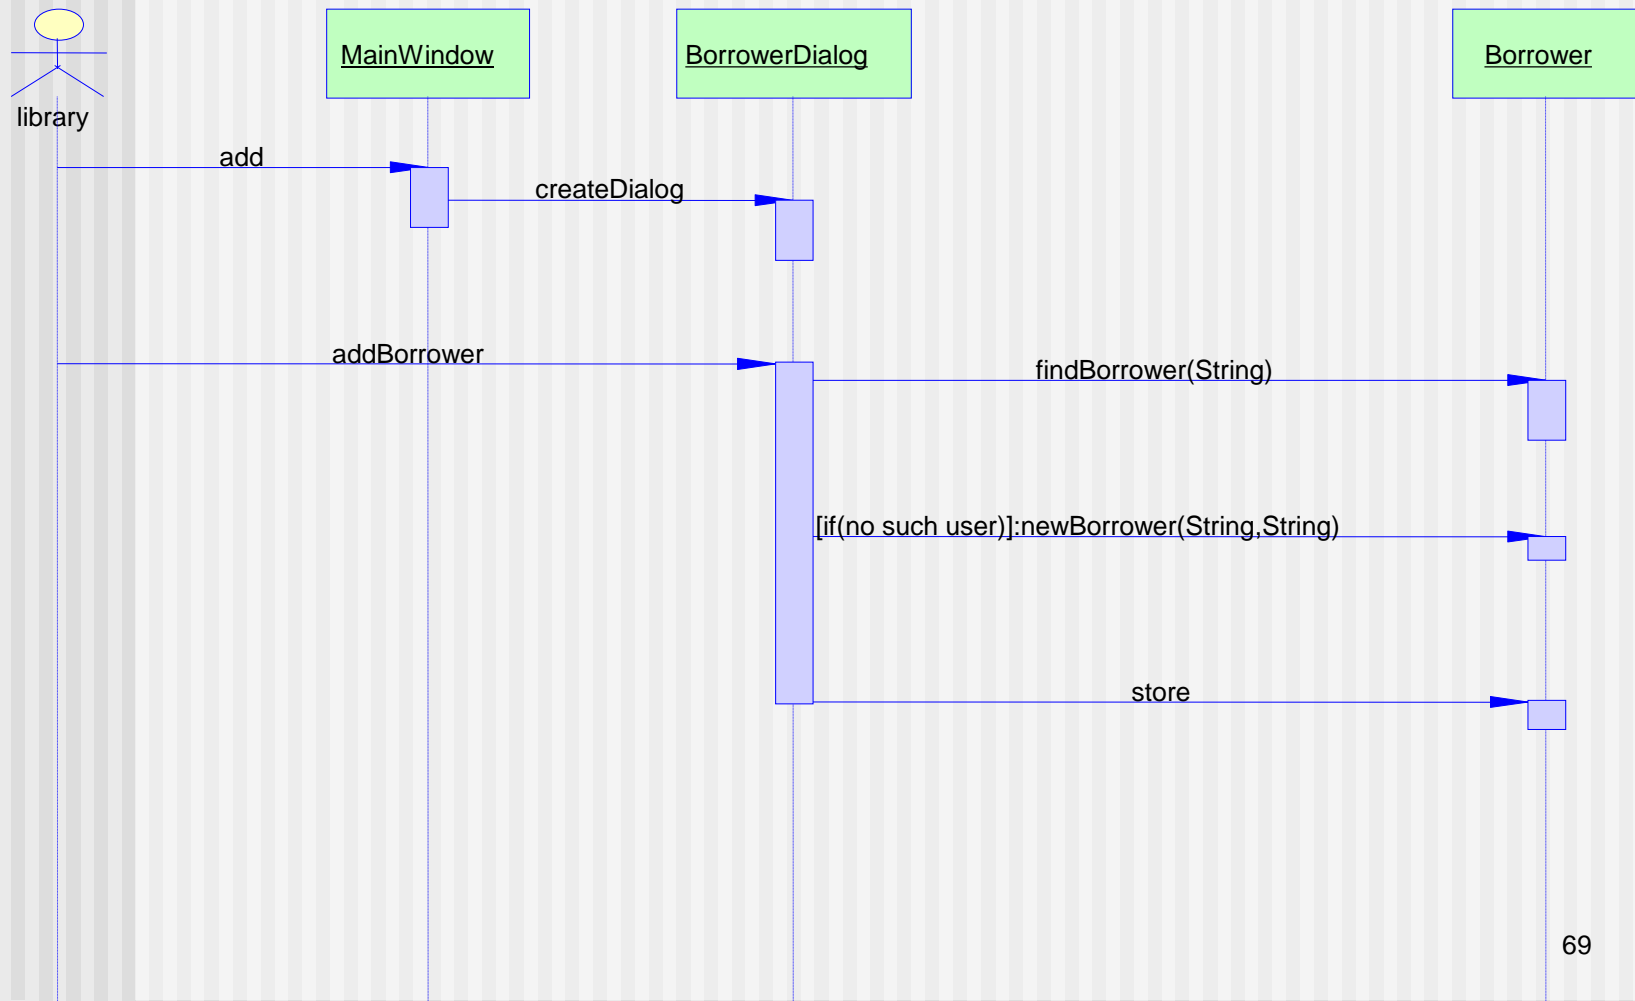 MainWindow
BorrowerDialog
Borrower
library
add
createDialog
addBorrower
findBorrower(String)
[if(no such user)]:newBorrower(String,String)
store
69